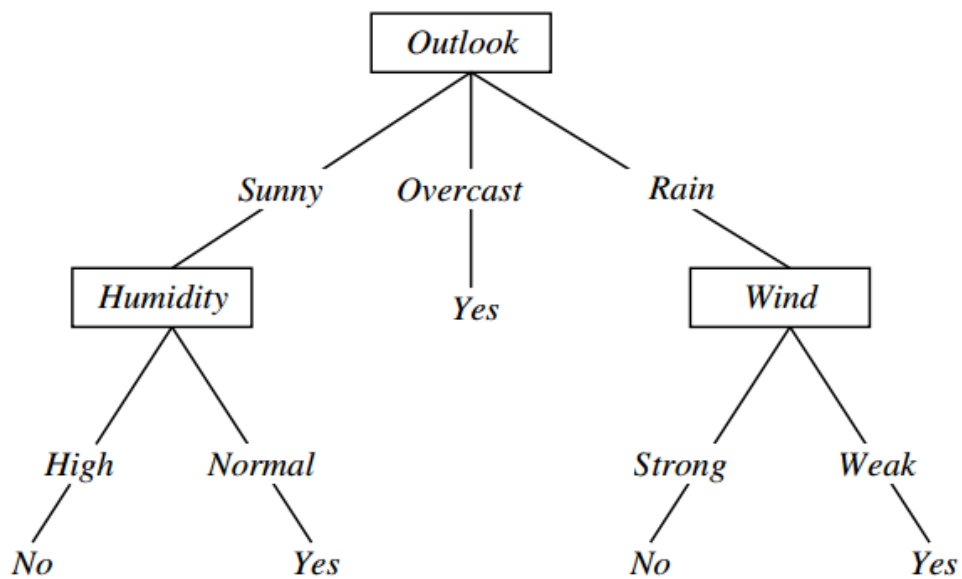 Outlook
Sunny Overcast Rain
Humidity Yes Wind
High Normal Strong Weak
No Yes No Yes